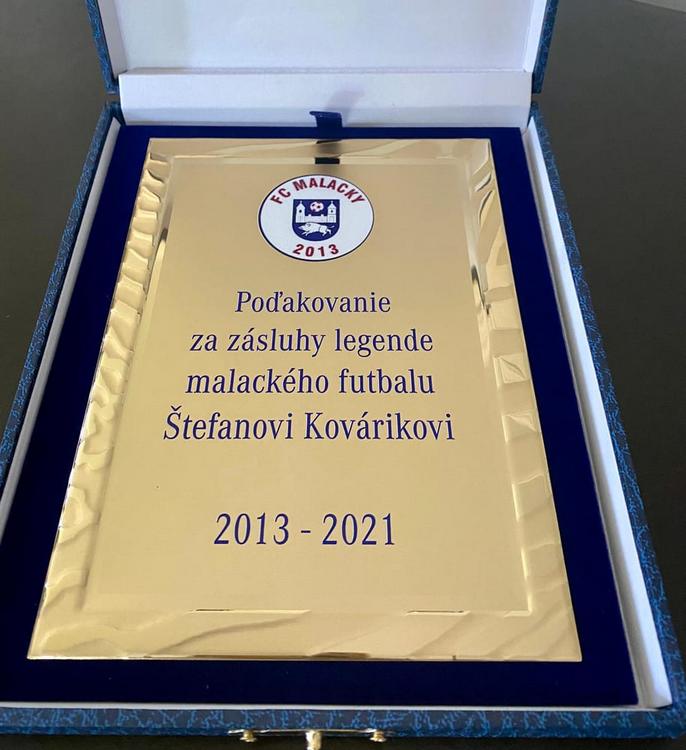 FC MALACKY
2013
Poďakovanie
za zásluhy legende
malackého futbalu
Štefanovi Kovárikovi
2013 - 2021